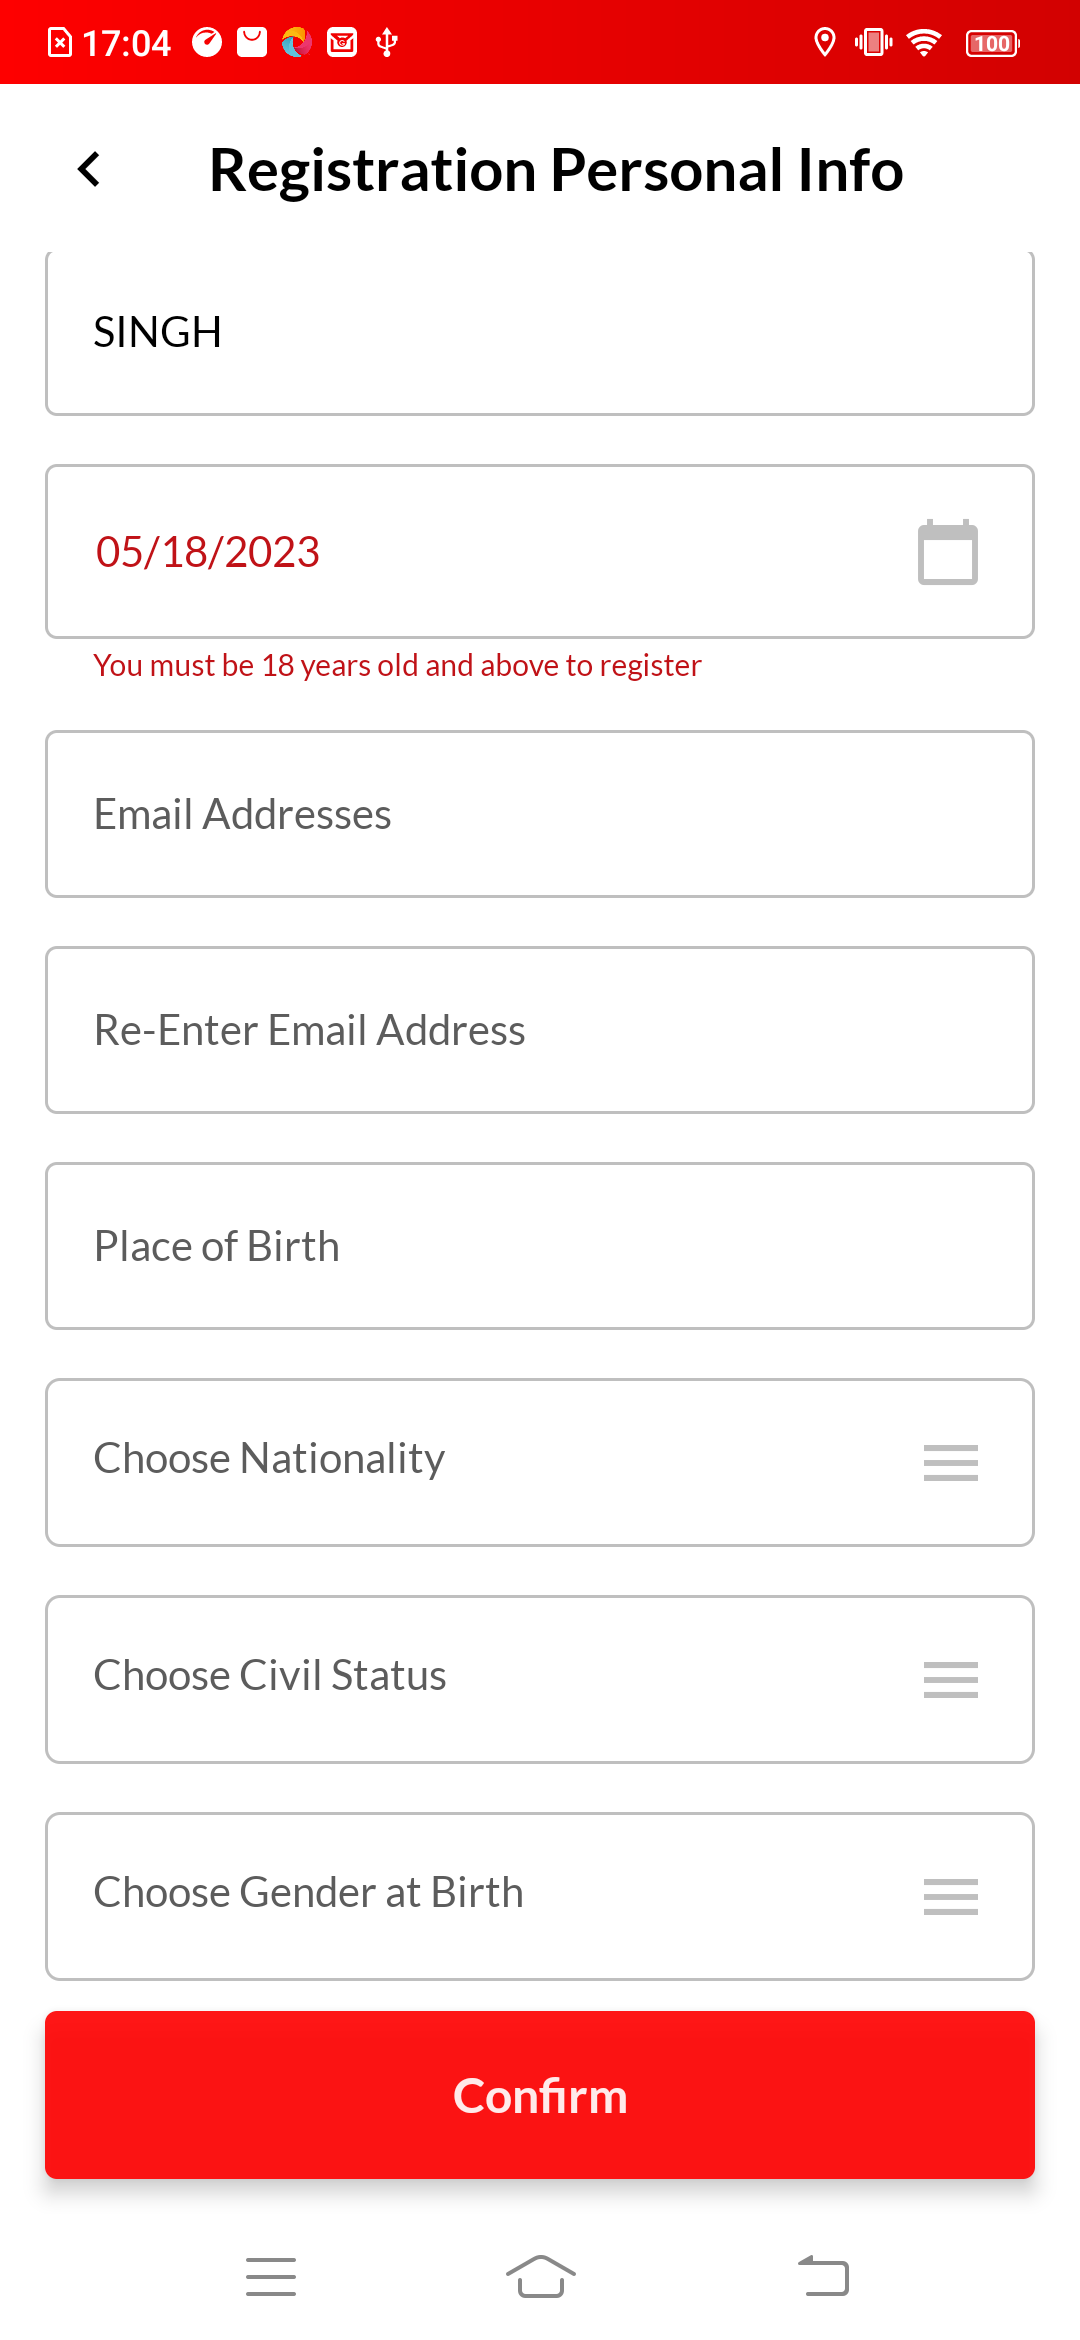 17:04
100
Registration Personal Info
SINGH
05/18/2023
You must be 18 years old and above to register
Email Addresses
Re-Enter Email Address
Place of Birth
Choose Nationality
Choose Civil Status
Choose Gender at Birth
Confirm